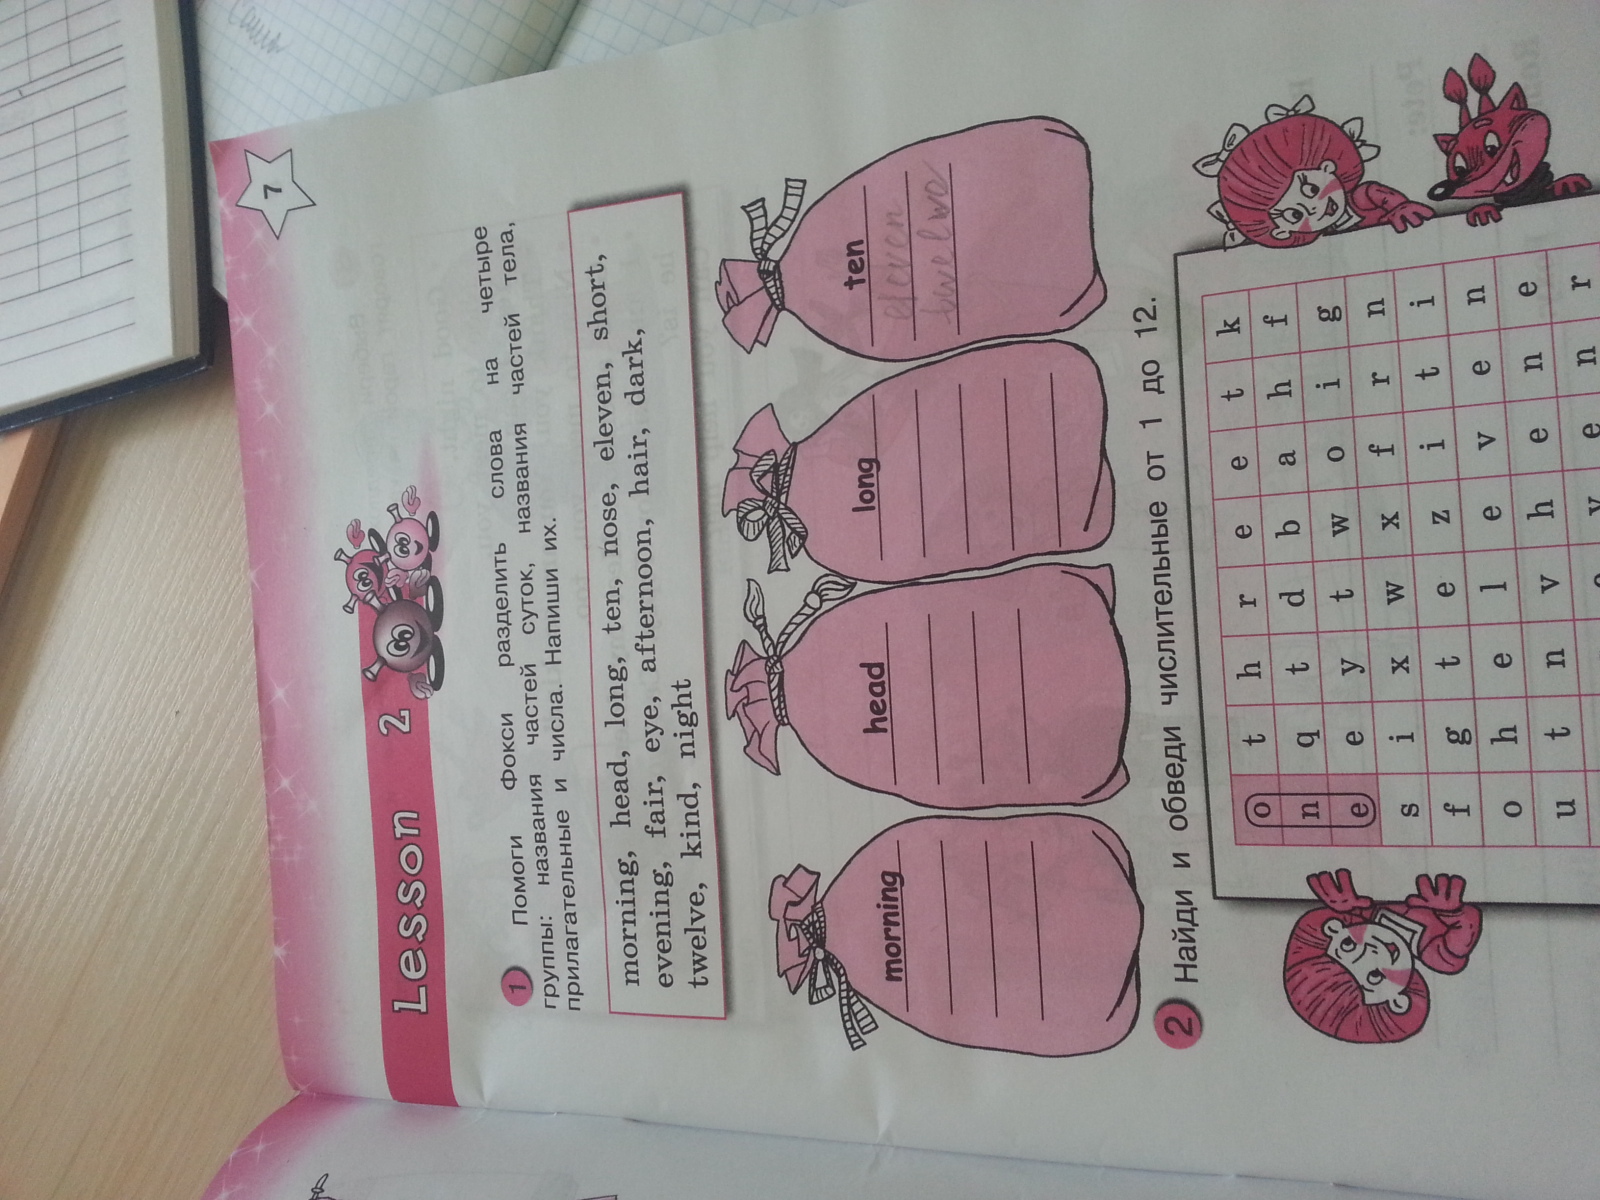 7
Lesson 2
1 Помоги Фокси разделить слова на четыре
группы: названия частей суток, названия частей тела,
прилагательные и числа. Напиши их.
morning, head, long, ten, nose, eleven, short,
evening, fair, eye, afternoon, hair, dark,
twelve, kind, night
morning
head
long
ten
eleven
twelwo
2 Найди и обведи числительные от 1 до 12.
o t h r e e t k
n q t d b a h f
e e y t w o i g
s i x w x f r n
f g t e z i t i
o h e l e v e n
u t n v h e n e